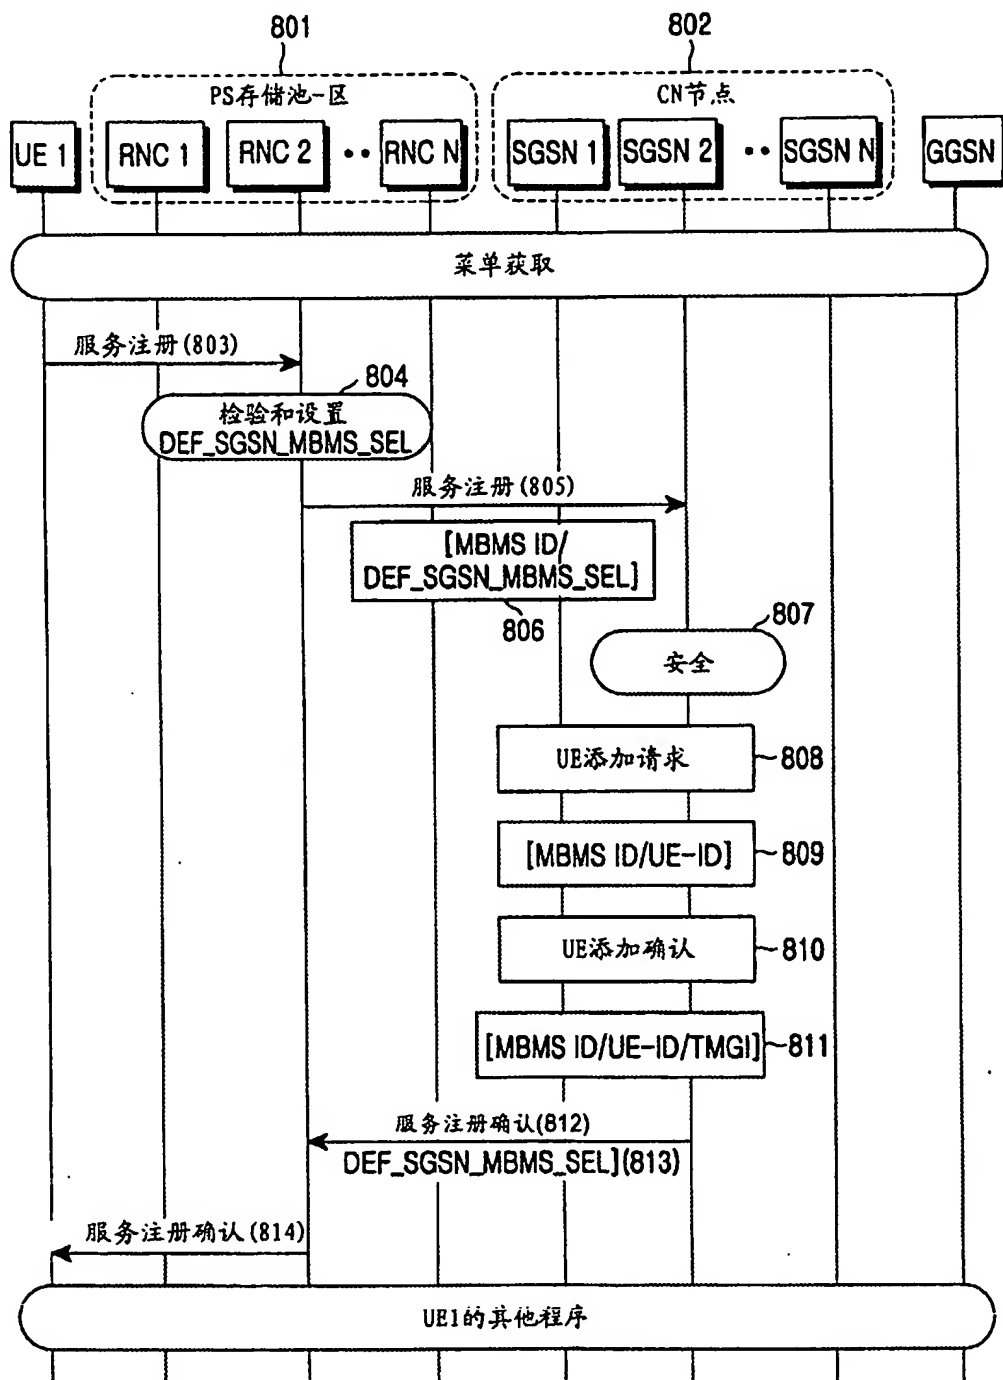 801
802
PS存储池-区
CN节点
UE 1
RNC 1
RNC 2
RNC N
SGSN 1
SGSN 2
SGSN N
GGSN
菜单获取
服务注册(803)
804
检验和设置
DEF_SGSN_MBMS_SEL
服务注册(805)
[MBMS ID/
DEF_SGSN_MBMS_SEL]
806
807
安全
UE添加请求
808
[MBMS ID/UE-ID]
809
UE添加确认
810
[MBMS ID/UE-ID/TMGI]
811
服务注册确认(812)
DEF_SGSN_MBMS_SEL](813)
服务注册确认(814)
UE1的其他程序